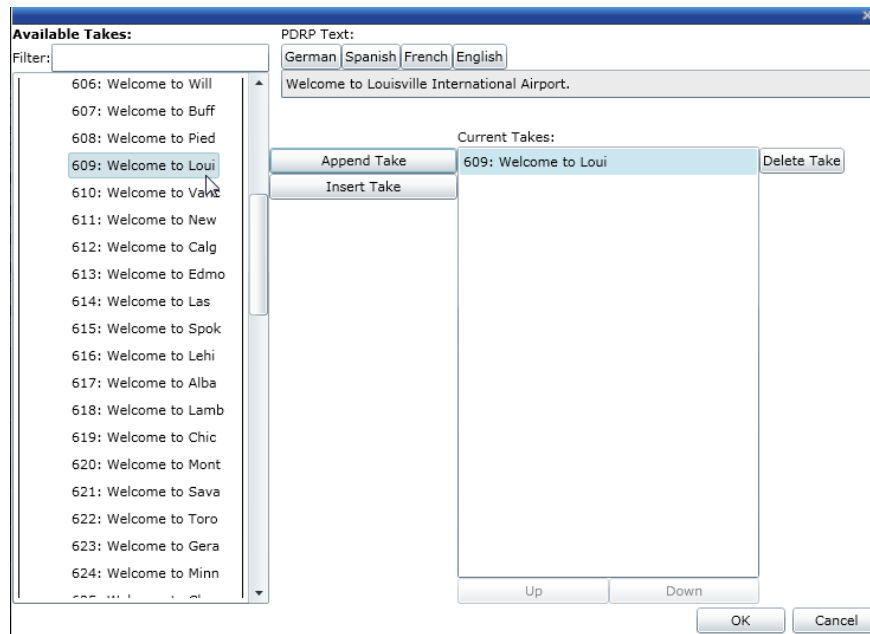 Available Takes:
Filter:
606: Welcome to Will
607: Welcome to Buff
608: Welcome to Pied
609: Welcome to Loui
610: Welcome to
611: Welcome to New
612: Welcome to Calg
613: Welcome to Edmo
614: Welcome to Las
615: Welcome to Spok
616: Welcome to Lehi
617: Welcome to Alba
618: Welcome to Lamb
619: Welcome to Chic
620: Welcome to Mont
621: Welcome to Sava
622: Welcome to Toro
623: Welcome to Gera
624: Welcome to Minn
PDRP Text:
German Spanish French English
Welcome to Louisville International Airport.
Append Take
Insert Take
Current Takes:
609: Welcome to Loui
Delete Take
Up Down
OK Cancel